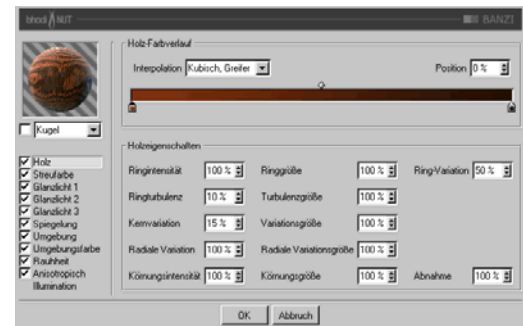 bhodi NUT BANZI
Holz-Farbverlauf
Interpolation Kubisch, Greifer Position 0 %
Kugel
Holz
Streufarbe
Glanzlicht 1
Glanzlicht 2
Glanzlicht 3
Spiegelung
Umgebung
Umgebungsfarbe
Rauhheit
Anisotropisch
Illumination
Holzeigenschaften
Ringintensität 100 % Ringgröße 100 % Ring-Variation 50 %
Ringturbulenz 10 % Turbulenzgröße 100 %
Kernvariation 15 % Variationsgröße 100 %
Radiale Variation 100 % Radiale Variationsgröße 100 %
Körnungsintensität 100 % Körnungsgröße 100 % Abnahme 100 %
OK Abbruch